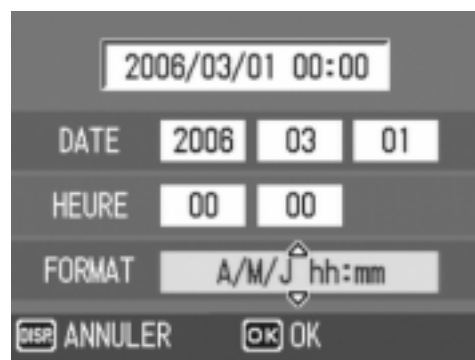 2006/03/01 00:00
DATE 2006 03 01
HEURE 00 00
FORMAT A/M/J hh:mm
DISP. ANNULER OK OK